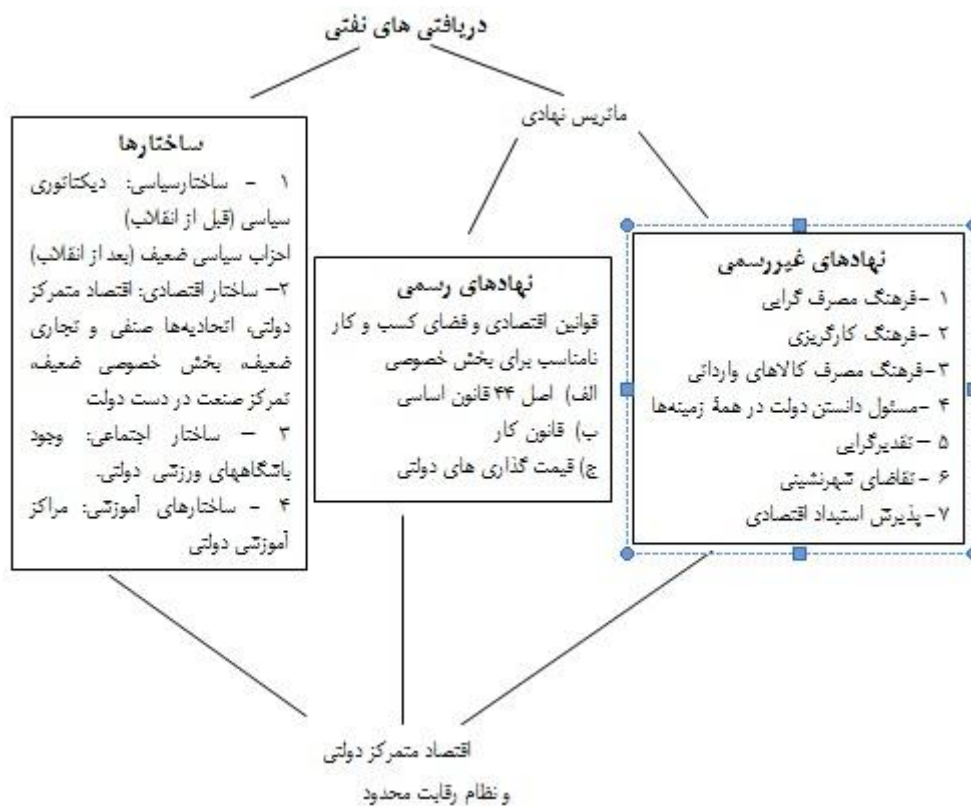 دریافتی های نفتی
ماتریس نهادی
ساختارها
۱ - ساختارسیاسی: دیکتاتوری
سیاسی (قبل از انقلاب)
احزاب سیاسی ضعیف (بعد از انقلاب)
۲- ساختار اقتصادی: اقتصاد متمرکز
دولتی، اتحادیه‌ها صنفی و تجاری
ضعیف، بخش خصوصی ضعیف،
تمرکز صنعت در دست دولت
۳ - ساختار اجتماعی: وجود
باشگاههای ورزشی دولتی.
۴ - ساختارهای آموزشی: مراکز
آموزشی دولتی
نهادهای رسمی
قوانین اقتصادی و فضای کسب و کار
نامناسب برای بخش خصوصی
الف) اصل ۴۴ قانون اساسی
ب) قانون کار
ج) قیمت گذاری های دولتی
نهادهای غیررسمی
۱ -فرهنگ مصرف گرایی
۲ -فرهنگ کارگریزی
۳-فرهنگ مصرف کالاهای وارداتی
۴ -مسئول دانستن دولت در همۀ زمینه‌ها
۵ - تقدیرگرایی
۶ - تقاضای شهرنشینی
۷-پذیرش استبداد اقتصادی
اقتصاد متمرکز دولتی
و نظام رقابت محدود